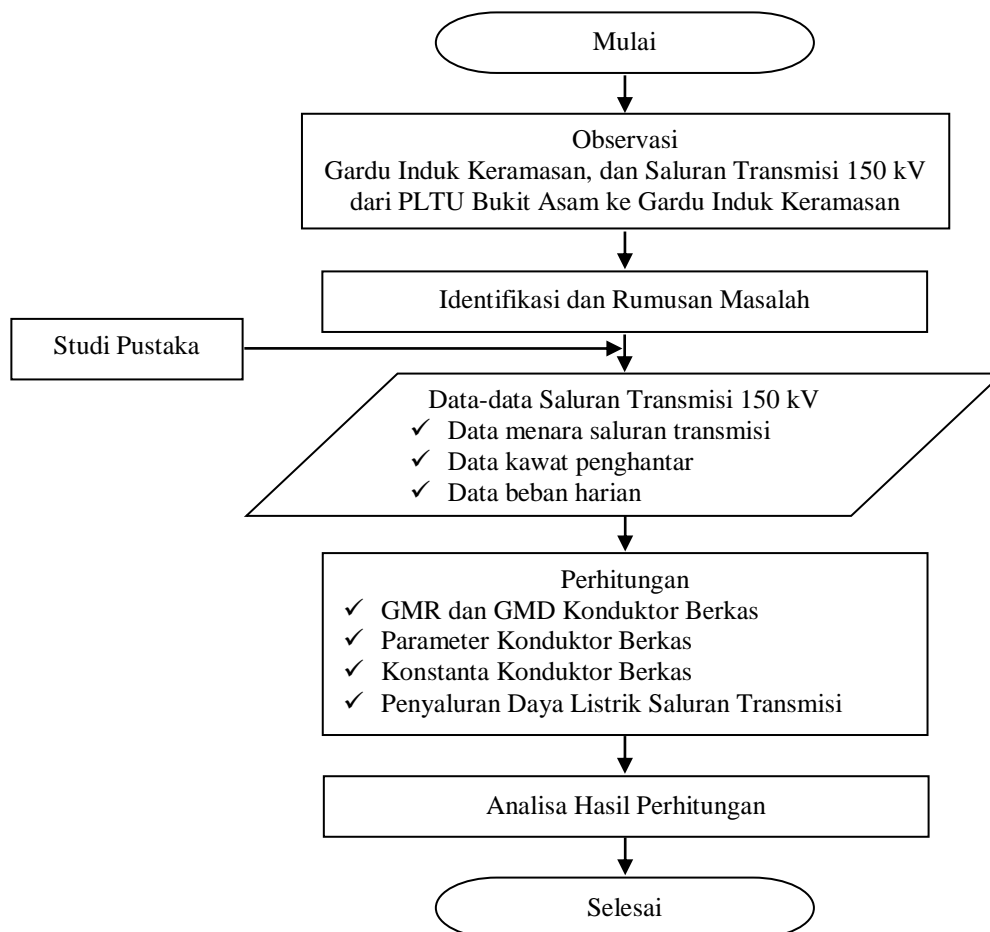 Mulai
Observasi
Gardu Induk Keramasan, dan Saluran Transmisi 150 kV
dari PLTU Bukit Asam ke Gardu Induk Keramasan
Identifikasi dan Rumusan Masalah
Studi Pustaka
Data-data Saluran Transmisi 150 kV
✓ Data menara saluran transmisi
✓ Data kawat penghantar
✓ Data beban harian
Perhitungan
✓ GMR dan GMD Konduktor Berkas
✓ Parameter Konduktor Berkas
✓ Konstanta Konduktor Berkas
✓ Penyaluran Daya Listrik Saluran Transmisi
Analisa Hasil Perhitungan
Selesai